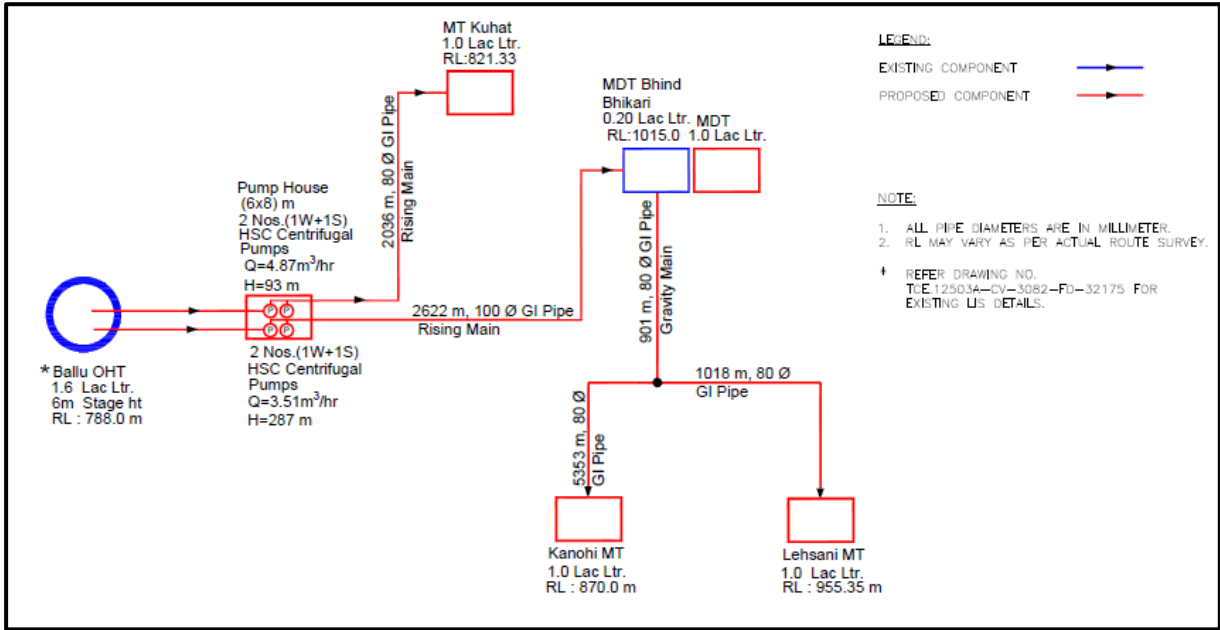 MT Kuhat
1.0 Lac Ltr.
RL:821.33
2036 m, 80 Ø GI Pipe
Rising Main
MDT Bhind
Bhikari
0.20 Lac Ltr.
RL:1015.0
MDT
1.0 Lac Ltr.
Pump House
(6x8) m
2 Nos.(1W+1S)
HSC Centrifugal
Pumps
Q=4.87m³/hr
H=93 m
P P
P P
2622 m, 100 Ø GI Pipe
Rising Main
901 m, 80 Ø GI Pipe
Gravity Main
* Ballu OHT
1.6 Lac Ltr.
6m Stage ht
RL : 788.0 m
2 Nos.(1W+1S)
HSC Centrifugal
Pumps
Q=3.51m³/hr
H=287 m
1018 m, 80 Ø
GI Pipe
5353 m, 80 Ø
GI Pipe
Kanohi MT
1.0 Lac Ltr.
RL : 870.0 m
Lehsani MT
1.0 Lac Ltr.
RL : 955.35 m
LEGEND:
EXISTING COMPONENT
PROPOSED COMPONENT
NOTE:
1. ALL PIPE DIAMETERS ARE IN MILLIMETER.
2. RL MAY VARY AS PER ACTUAL ROUTE SURVEY.
* REFER DRAWING NO.
TCE.12503A-CV-3082-FD-32175 FOR
EXISTING LIS DETAILS.